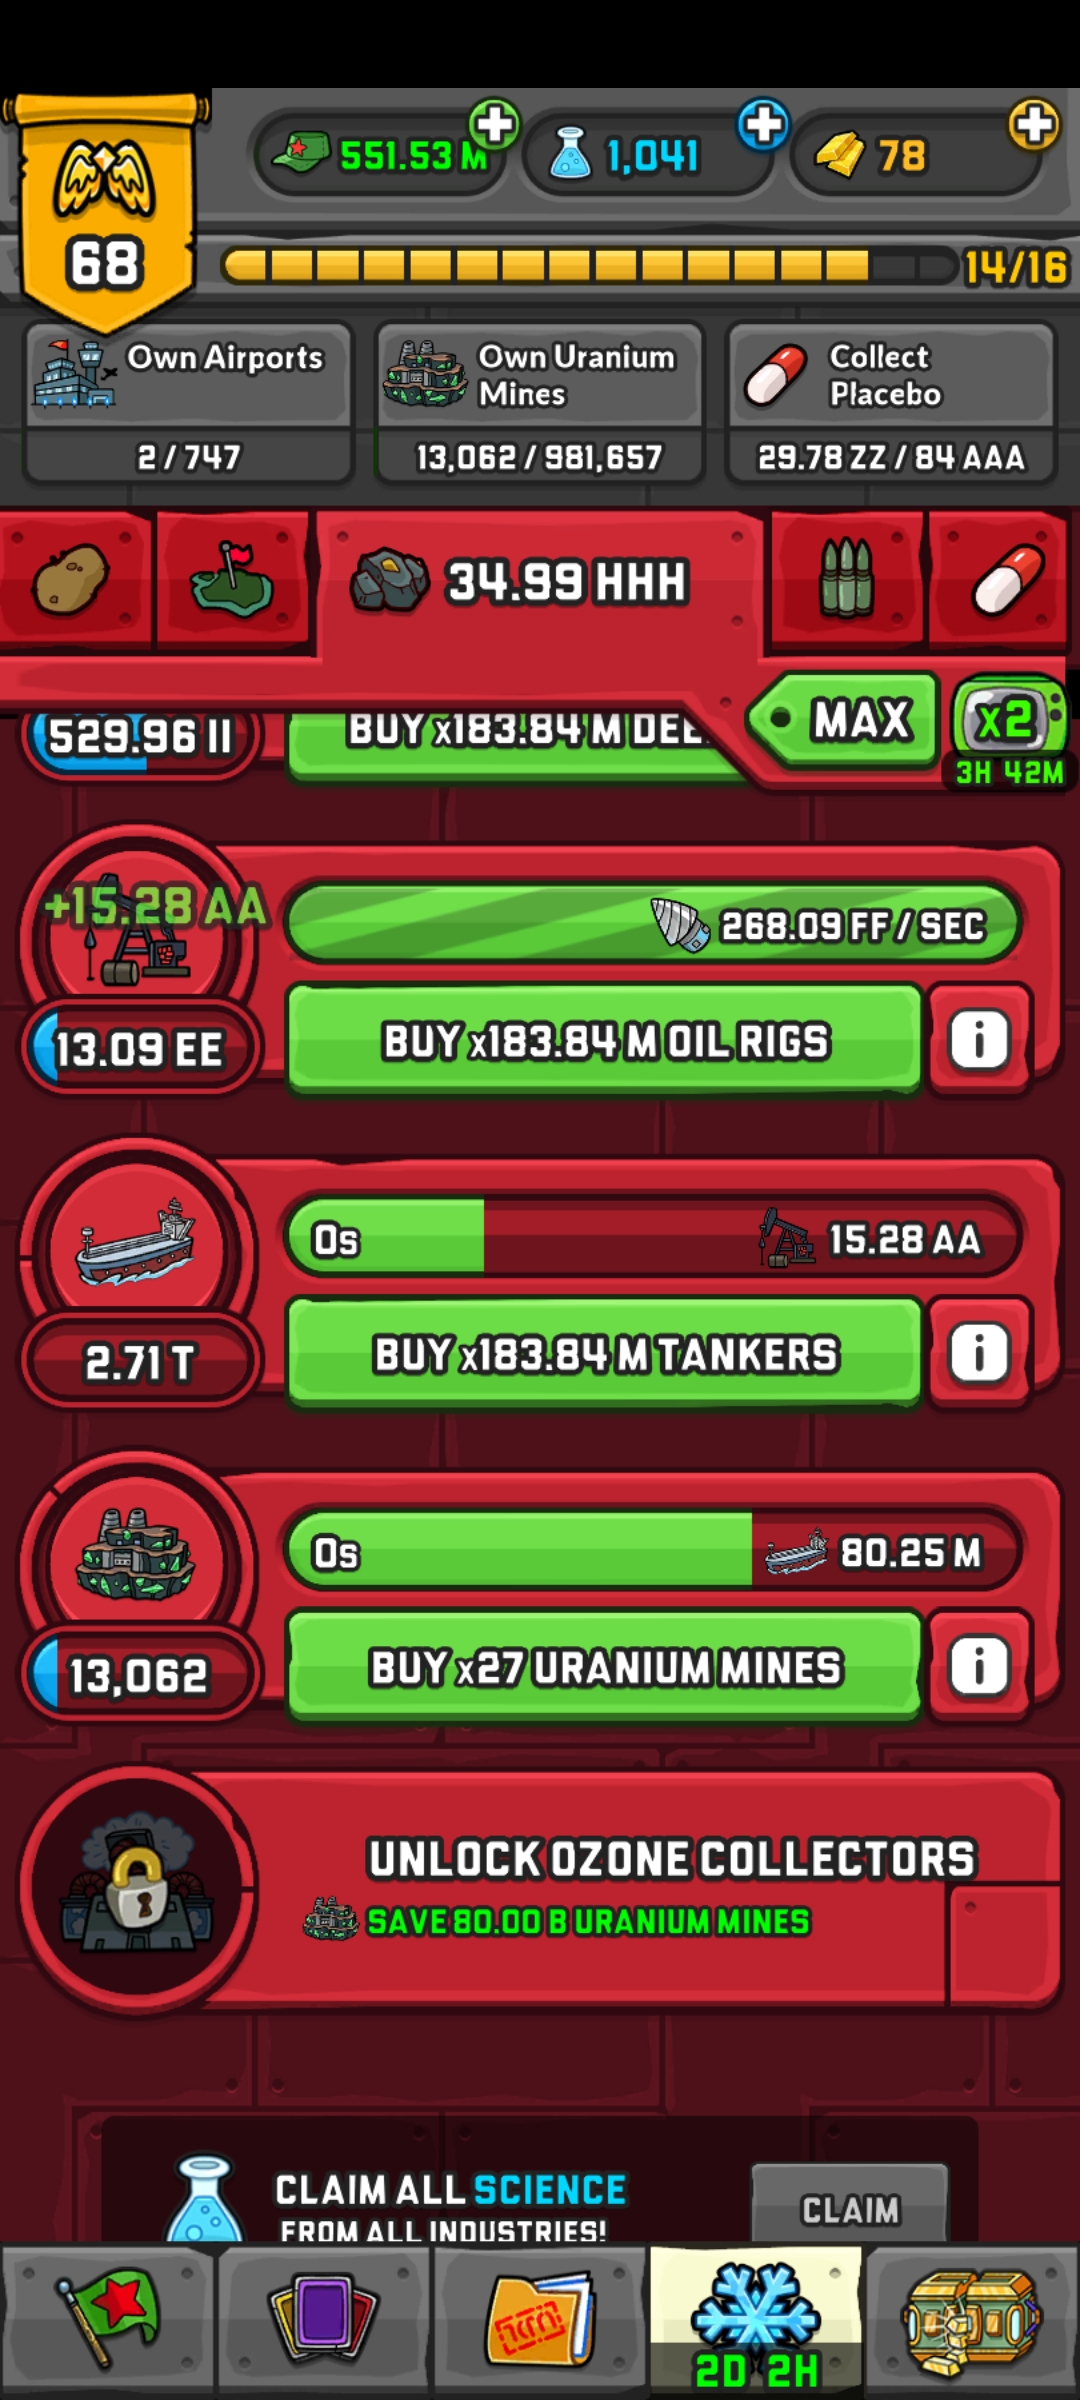 551.53 M
1,041
78
68
14/16
Own Airports
2 / 747
Own Uranium
Mines
13,062 / 981,657
Collect
Placebo
29.78 ZZ / 84 AAA
34.99 HHH
MAX
x2
3H 42M
529.96 II
BUY x183.84 M DEE
+15.28 AA
268.09 FF / SEC
13.09 EE
BUY x183.84 M OIL RIGS
i
0s
15.28 AA
2.71 T
BUY x183.84 M TANKERS
i
0s
80.25 M
13,062
BUY x27 URANIUM MINES
i
UNLOCK OZONE COLLECTORS
SAVE 80.00 B URANIUM MINES
CLAIM ALL SCIENCE
FROM ALL INDUSTRIES!
CLAIM
2D 2H